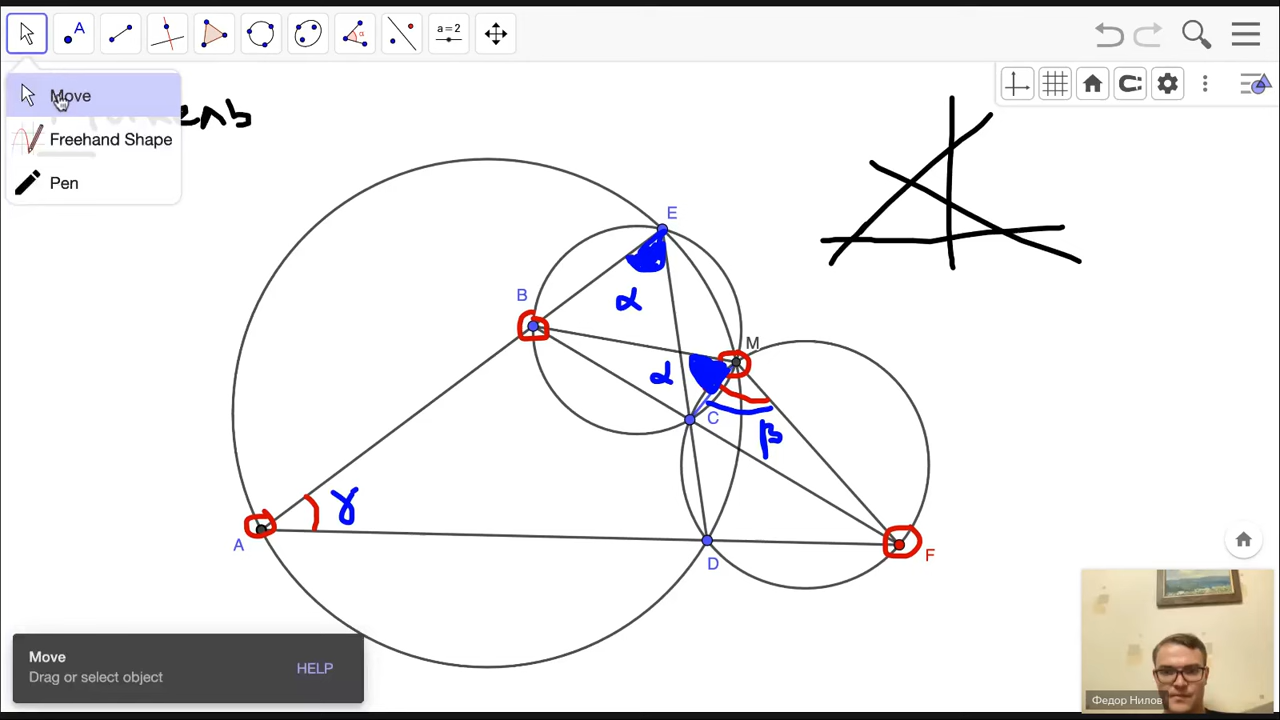 A
α
a=2
Move
Freehand Shape
Pen
E
B
α
M
α
C
β
γ
A
D
F
Move
Drag or select object
HELP
Федор Нилов